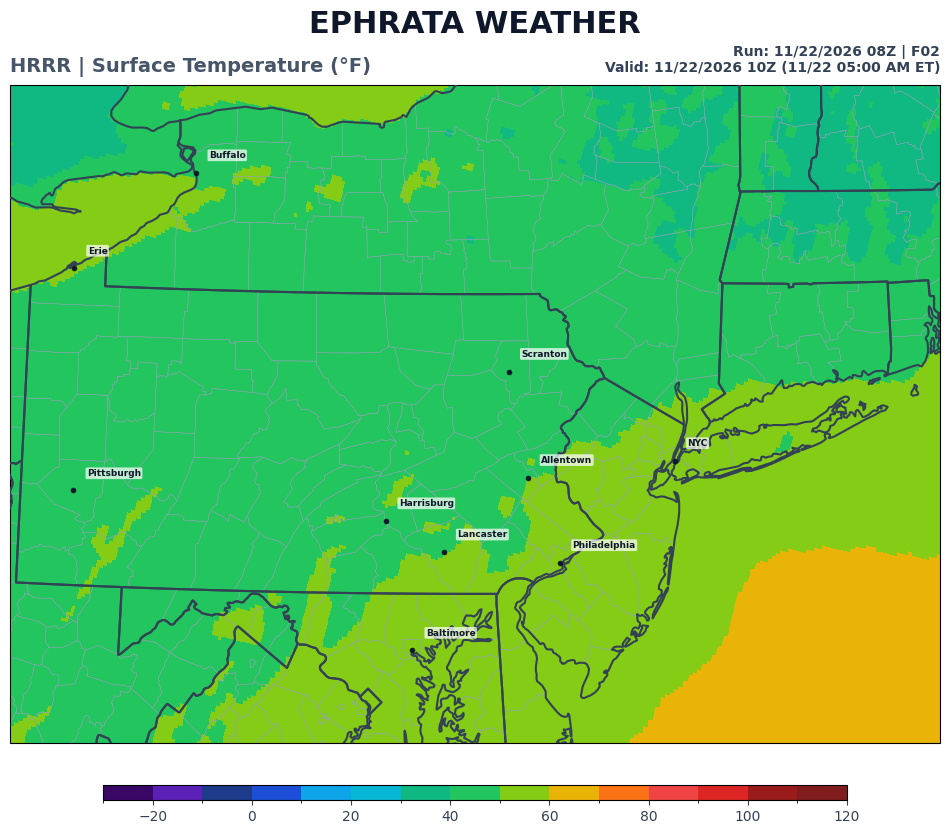 EPHRATA WEATHER
HRRR | Surface Temperature (°F)
Run: 11/22/2026 08Z | F02
Valid: 11/22/2026 10Z (11/22 05:00 AM ET)
Buffalo
Erie
Scranton
NYC
Allentown
Pittsburgh
Harrisburg
Lancaster
Philadelphia
Baltimore
−20 0 20 40 60 80 100 120